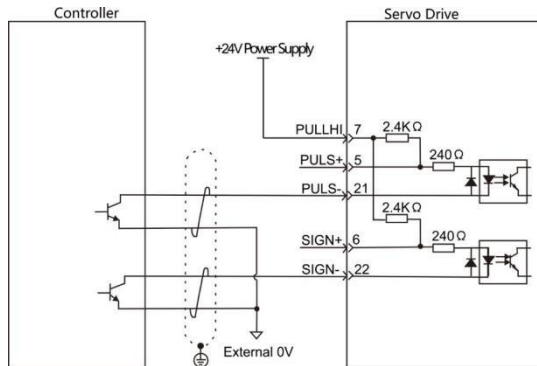 Controller
Servo Drive
+24V Power Supply
PULLHI 7
2.4KΩ
PULS+ 5
240Ω
PULS- 21
2.4KΩ
SIGN+ 6
240Ω
SIGN- 22
External 0V